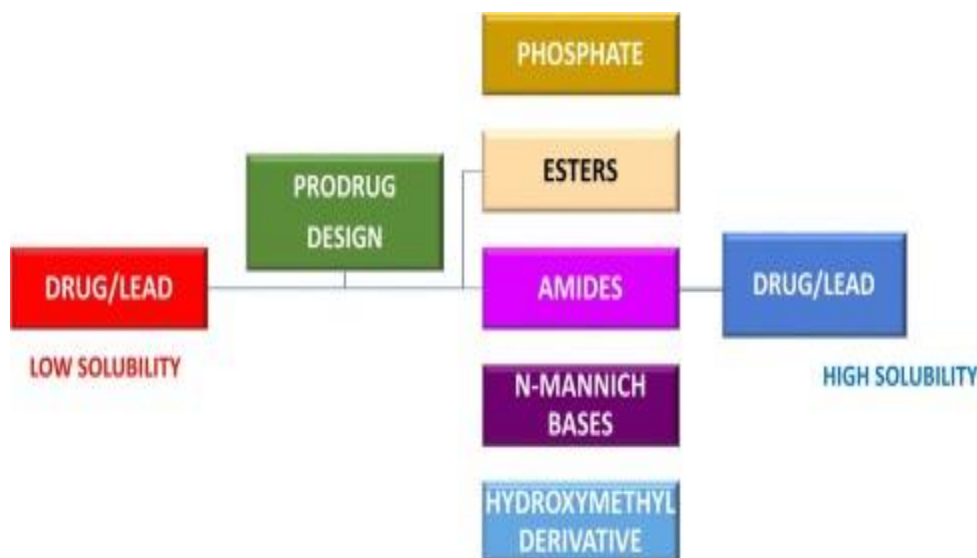 PHOSPHATE
ESTERS
PRODRUG
DESIGN
DRUG/LEAD
AMIDES
DRUG/LEAD
LOW SOLUBILITY
HIGH SOLUBILITY
N-MANNICH
BASES
HYDROXYMETHYL
DERIVATIVE